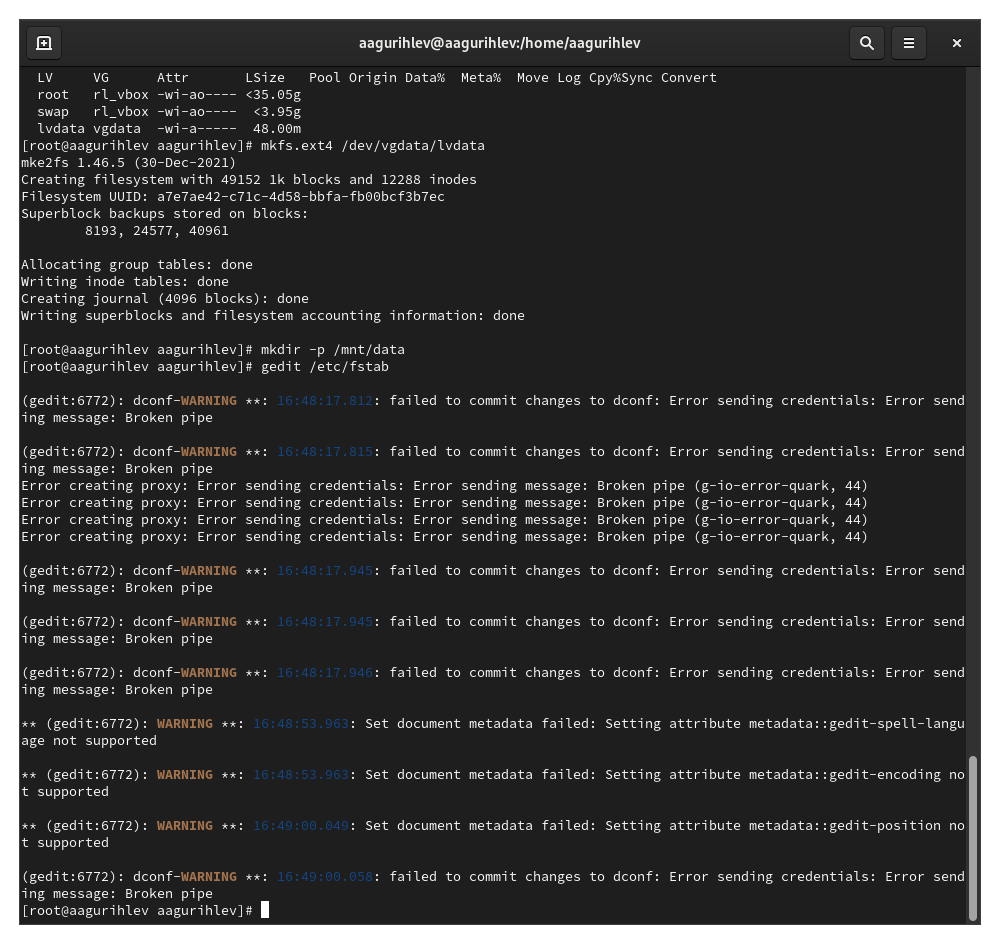 aagurihlev@aagurihlev:/home/aagurihlev
  LV     VG      Attr       LSize   Pool Origin Data%  Meta%  Move Log Cpy%Sync Convert
  root   rl_vbox -wi-ao---- <35.05g
  swap   rl_vbox -wi-ao----  <3.95g
  lvdata vgdata  -wi-a-----  48.00m
[root@aagurihlev aagurihlev]# mkfs.ext4 /dev/vgdata/lvdata
mke2fs 1.46.5 (30-Dec-2021)
Creating filesystem with 49152 1k blocks and 12288 inodes
Filesystem UUID: a7e7ae42-c71c-4d58-bbfa-fb00bcf3b7ec
Superblock backups stored on blocks:
        8193, 24577, 40961

Allocating group tables: done
Writing inode tables: done
Creating journal (4096 blocks): done
Writing superblocks and filesystem accounting information: done

[root@aagurihlev aagurihlev]# mkdir -p /mnt/data
[root@aagurihlev aagurihlev]# gedit /etc/fstab

(gedit:6772): dconf-WARNING **: 16:48:17.812: failed to commit changes to dconf: Error sending credentials: Error send
ing message: Broken pipe

(gedit:6772): dconf-WARNING **: 16:48:17.815: failed to commit changes to dconf: Error sending credentials: Error send
ing message: Broken pipe
Error creating proxy: Error sending credentials: Error sending message: Broken pipe (g-io-error-quark, 44)
Error creating proxy: Error sending credentials: Error sending message: Broken pipe (g-io-error-quark, 44)
Error creating proxy: Error sending credentials: Error sending message: Broken pipe (g-io-error-quark, 44)
Error creating proxy: Error sending credentials: Error sending message: Broken pipe (g-io-error-quark, 44)

(gedit:6772): dconf-WARNING **: 16:48:17.945: failed to commit changes to dconf: Error sending credentials: Error send
ing message: Broken pipe

(gedit:6772): dconf-WARNING **: 16:48:17.945: failed to commit changes to dconf: Error sending credentials: Error send
ing message: Broken pipe

(gedit:6772): dconf-WARNING **: 16:48:17.946: failed to commit changes to dconf: Error sending credentials: Error send
ing message: Broken pipe

** (gedit:6772): WARNING **: 16:48:53.963: Set document metadata failed: Setting attribute metadata::gedit-spell-langu
age not supported

** (gedit:6772): WARNING **: 16:48:53.963: Set document metadata failed: Setting attribute metadata::gedit-encoding no
t supported

** (gedit:6772): WARNING **: 16:49:00.049: Set document metadata failed: Setting attribute metadata::gedit-position no
t supported

(gedit:6772): dconf-WARNING **: 16:49:00.058: failed to commit changes to dconf: Error sending credentials: Error send
ing message: Broken pipe
[root@aagurihlev aagurihlev]#